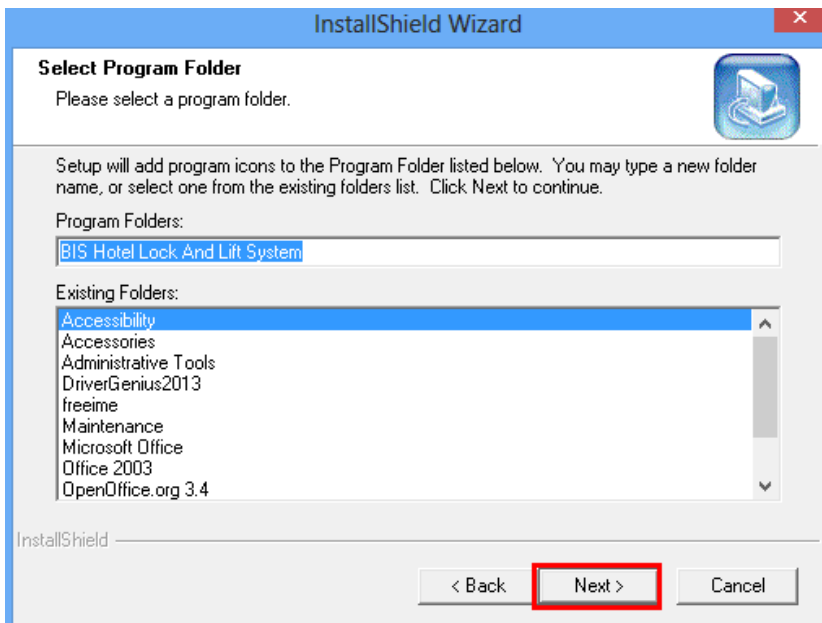 InstallShield Wizard
Select Program Folder
Please select a program folder.
Setup will add program icons to the Program Folder listed below.  You may type a new folder
name, or select one from the existing folders list.  Click Next to continue.
Program Folders:
BIS Hotel Lock And Lift System
Existing Folders:
Accessibility
Accessories
Administrative Tools
DriverGenius2013
freeime
Maintenance
Microsoft Office
Office 2003
OpenOffice.org 3.4
InstallShield
< Back Next > Cancel